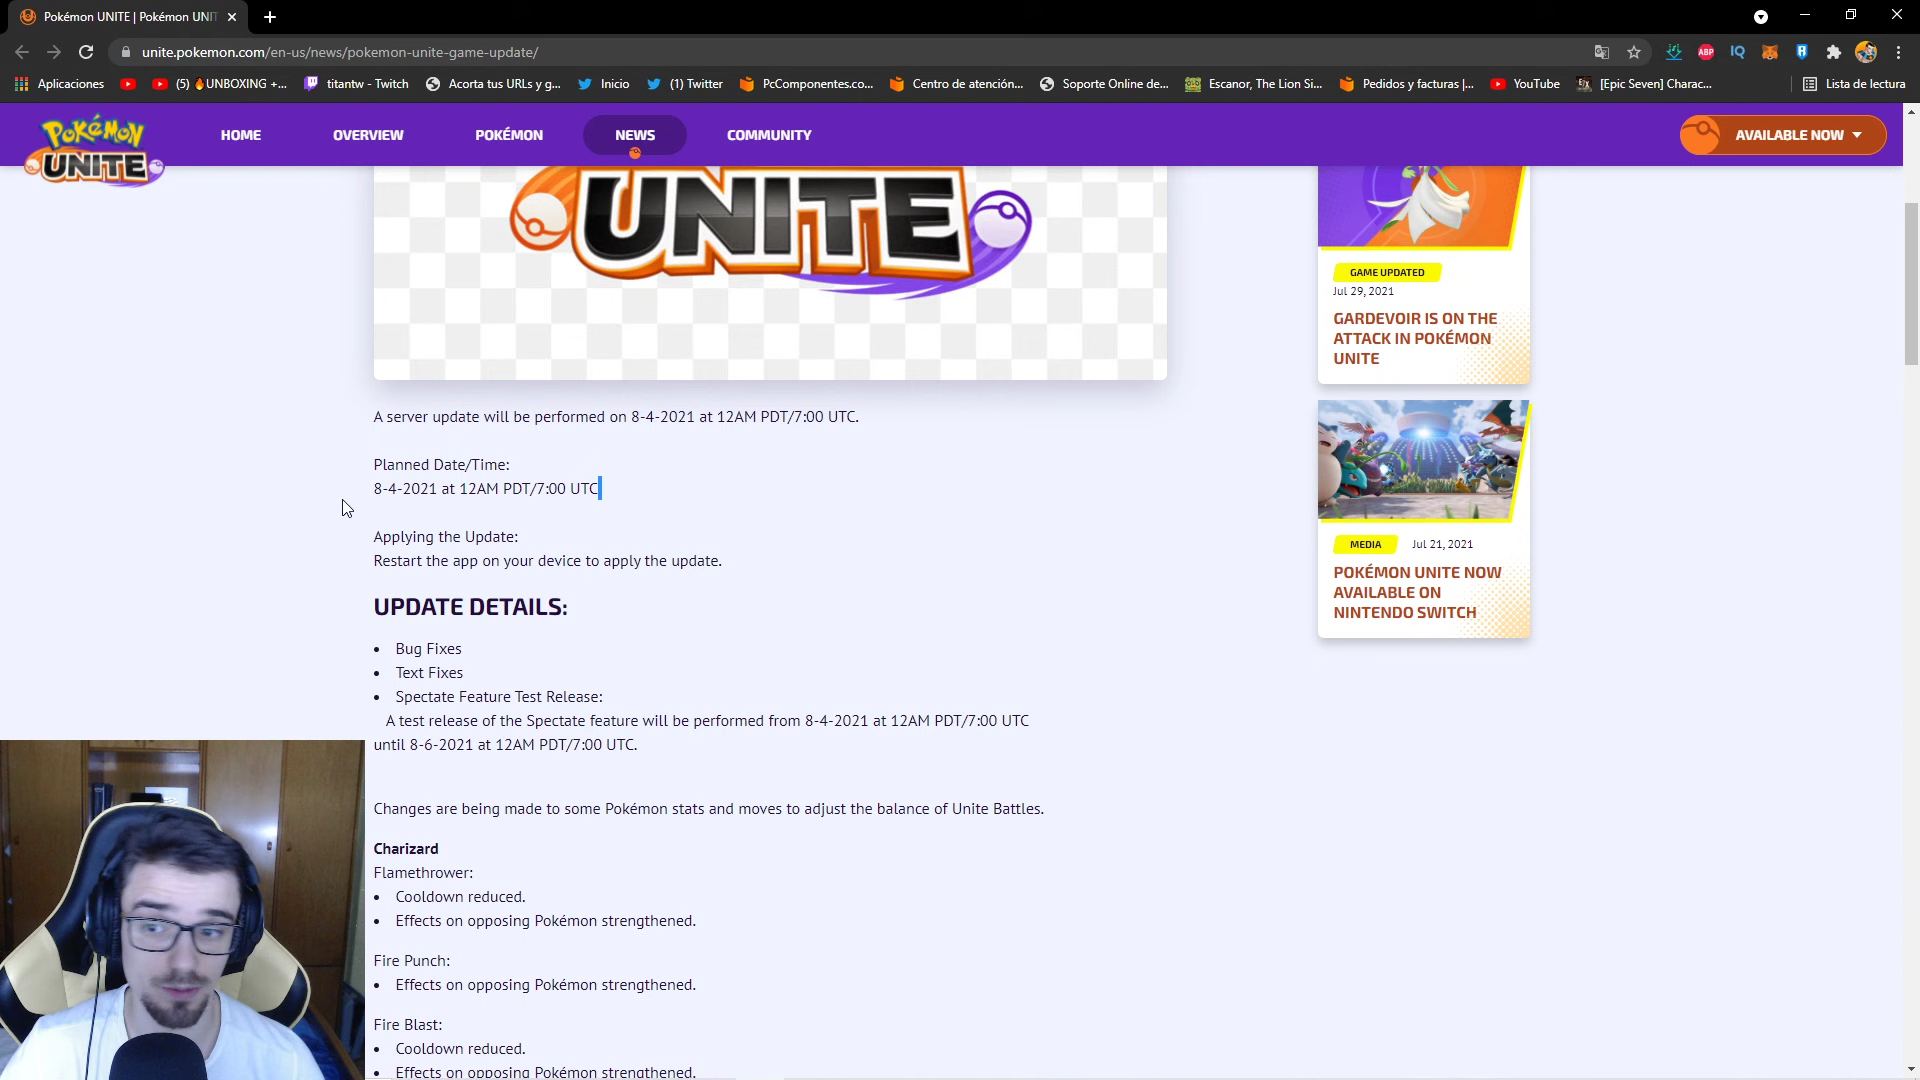 Pokémon UNITE | Pokémon UNIT
unite.pokemon.com/en-us/news/pokemon-unite-game-update/
ABP
IQ
Aplicaciones
(5) 🔥UNBOXING +...
titantw - Twitch
Acorta tus URLs y g...
Inicio
(1) Twitter
PcComponentes.co...
Centro de atención...
Soporte Online de...
Escanor, The Lion Si...
Pedidos y facturas |...
YouTube
[Epic Seven] Charac...
Lista de lectura
POKéMON
UNITE
HOME
OVERVIEW
POKÉMON
NEWS
COMMUNITY
AVAILABLE NOW
UNITE
GAME UPDATED
Jul 29, 2021
GARDEVOIR IS ON THE
ATTACK IN POKÉMON
UNITE
MEDIA
Jul 21, 2021
POKÉMON UNITE NOW
AVAILABLE ON
NINTENDO SWITCH
A server update will be performed on 8-4-2021 at 12AM PDT/7:00 UTC.
Planned Date/Time:
8-4-2021 at 12AM PDT/7:00 UTC
Applying the Update:
Restart the app on your device to apply the update.
UPDATE DETAILS:
• Bug Fixes
• Text Fixes
• Spectate Feature Test Release:
A test release of the Spectate feature will be performed from 8-4-2021 at 12AM PDT/7:00 UTC
until 8-6-2021 at 12AM PDT/7:00 UTC.
Changes are being made to some Pokémon stats and moves to adjust the balance of Unite Battles.
Charizard
Flamethrower:
• Cooldown reduced.
• Effects on opposing Pokémon strengthened.
Fire Punch:
• Effects on opposing Pokémon strengthened.
Fire Blast:
• Cooldown reduced.
• Effects on opposing Pokémon strengthened.